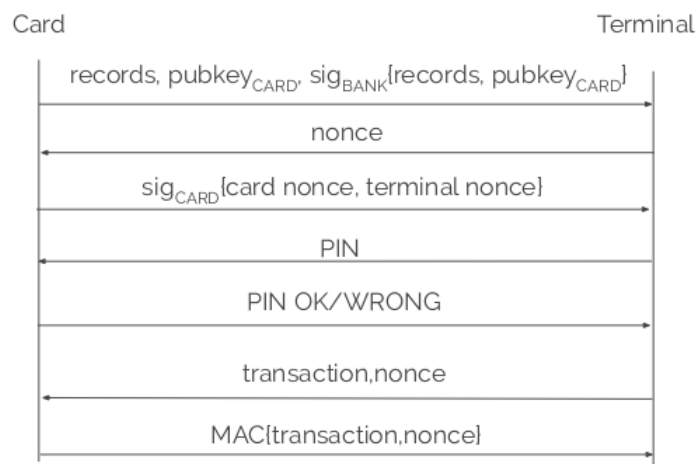 Card
Terminal
records, pubkeyCARD, sigBANK{records, pubkeyCARD}
nonce
sigCARD{card nonce, terminal nonce}
PIN
PIN OK/WRONG
transaction,nonce
MAC{transaction,nonce}